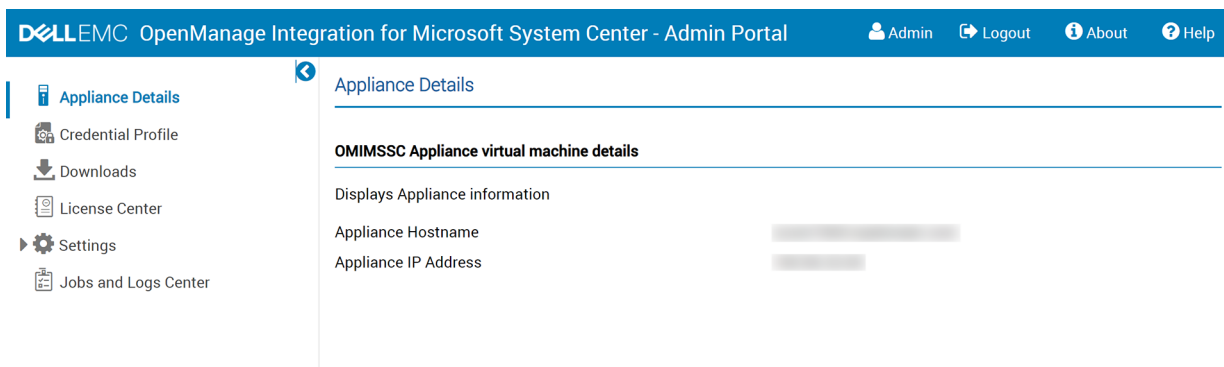 DELLEMC OpenManage Integration for Microsoft System Center - Admin Portal Admin Logout About Help
Appliance Details
Credential Profile
Downloads
License Center
Settings
Jobs and Logs Center
Appliance Details
OMIMSSC Appliance virtual machine details
Displays Appliance information
Appliance Hostname
Appliance IP Address